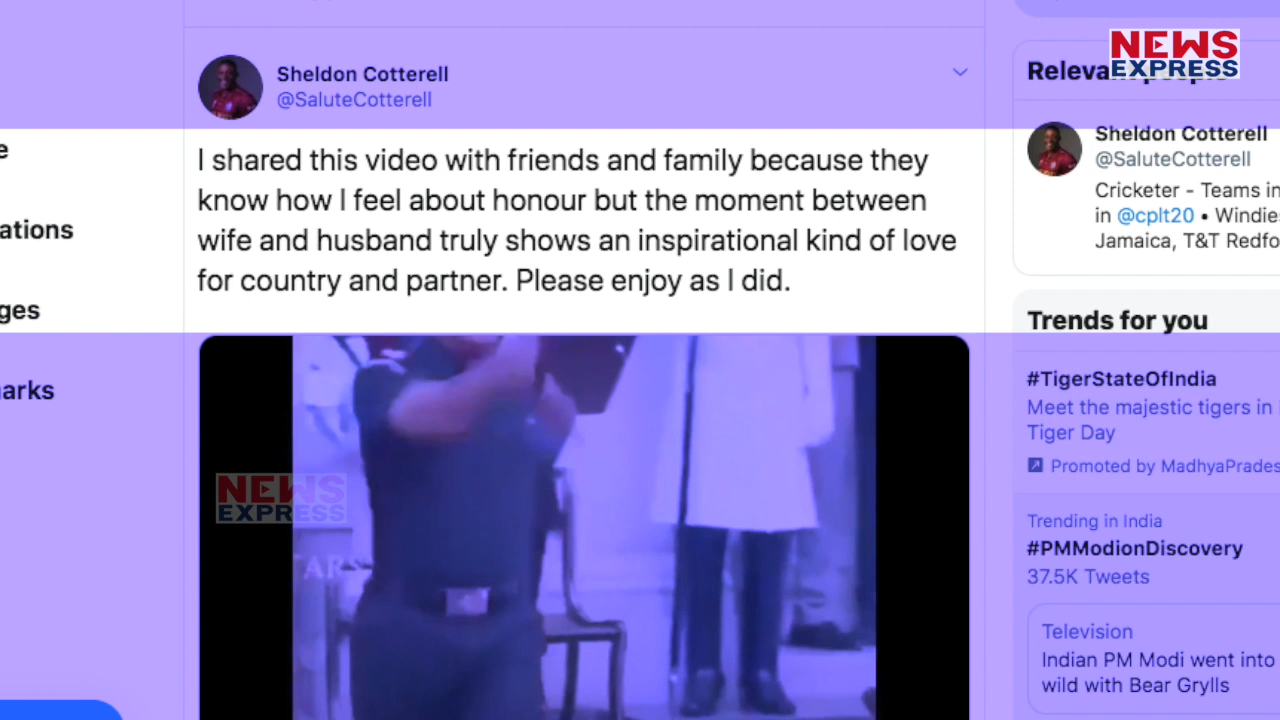 Sheldon Cotterell
@SaluteCotterell
I shared this video with friends and family because they
know how I feel about honour but the moment between
wife and husband truly shows an inspirational kind of love
for country and partner. Please enjoy as I did.
NEWS
EXPRESS
ARS
e
ations
ges
arks
NEWS
EXPRESS
Relevant people
Sheldon Cotterell
@SaluteCotterell
Cricketer - Teams in
in @cplt20 • Windie
Jamaica, T&T Redfo
Trends for you
#TigerStateOfIndia
Meet the majestic tigers in
Tiger Day
Promoted by MadhyaPrades
Trending in India
#PMModionDiscovery
37.5K Tweets
Television
Indian PM Modi went into
wild with Bear Grylls